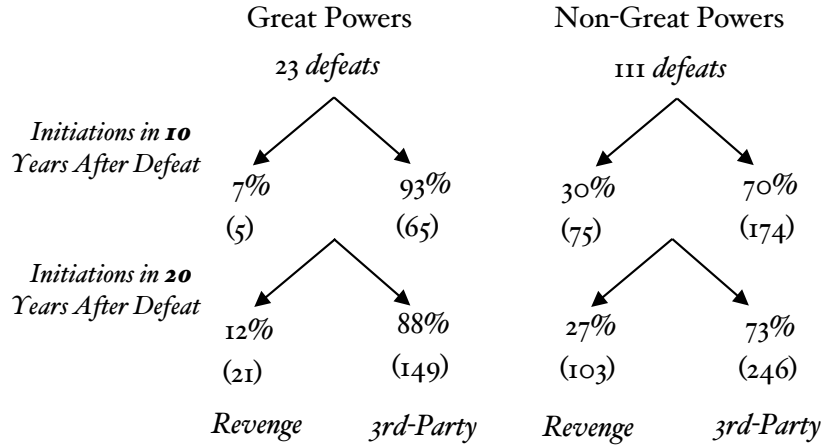 Great Powers
Non-Great Powers
23 defeats
111 defeats
Initiations in 10
Years After Defeat
7%
93%
30%
70%
(5)
(65)
(75)
(174)
Initiations in 20
Years After Defeat
12%
88%
27%
73%
(21)
(149)
(103)
(246)
Revenge
3rd-Party
Revenge
3rd-Party